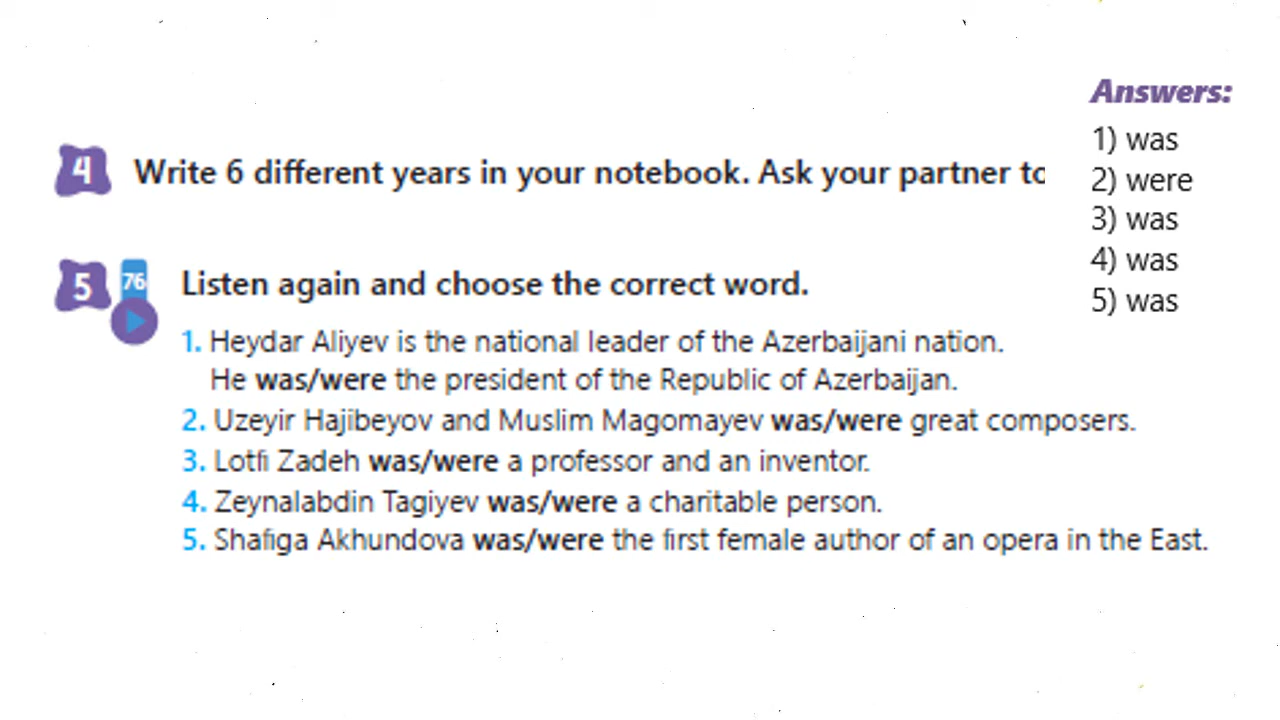 Answers:
1) was
2) were
3) was
4) was
5) was
4 Write 6 different years in your notebook. Ask your partner to
5 76 Listen again and choose the correct word.
1. Heydar Aliyev is the national leader of the Azerbaijani nation.
He was/were the president of the Republic of Azerbaijan.
2. Uzeyir Hajibeyov and Muslim Magomayev was/were great composers.
3. Lotfi Zadeh was/were a professor and an inventor.
4. Zeynalabdin Tagiyev was/were a charitable person.
5. Shafiga Akhundova was/were the first female author of an opera in the East.